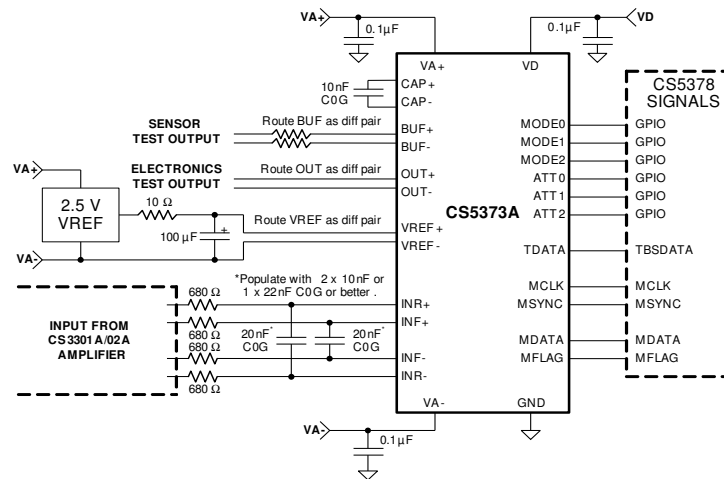 VA+
0.1µF
0.1µF
VD
VA+
VD
CS5378
SIGNALS
10nF
C0G
CAP+
CAP-
SENSOR
TEST OUTPUT
Route BUF as diff pair
BUF+
BUF-
MODE0
GPIO
MODE1
GPIO
MODE2
GPIO
ELECTRONICS
TEST OUTPUT
Route OUT as diff pair
OUT+
OUT-
ATT0
GPIO
ATT1
GPIO
ATT2
GPIO
CS5373A
VA+
2.5 V
VREF
10 Ω
100 µF
+
Route VREF as diff pair
VREF+
VREF-
VA-
TDATA
TBSDATA
*Populate with 2 x 10nF or
1 x 22nF C0G or better .
MCLK
MCLK
MSYNC
MSYNC
INPUT FROM
CS3301A/02A
AMPLIFIER
680 Ω
680 Ω
680 Ω
680 Ω
20nF*
C0G
20nF*
C0G
INR+
INF+
INF-
INR-
MDATA
MDATA
MFLAG
MFLAG
VA-
GND
VA-
0.1µF